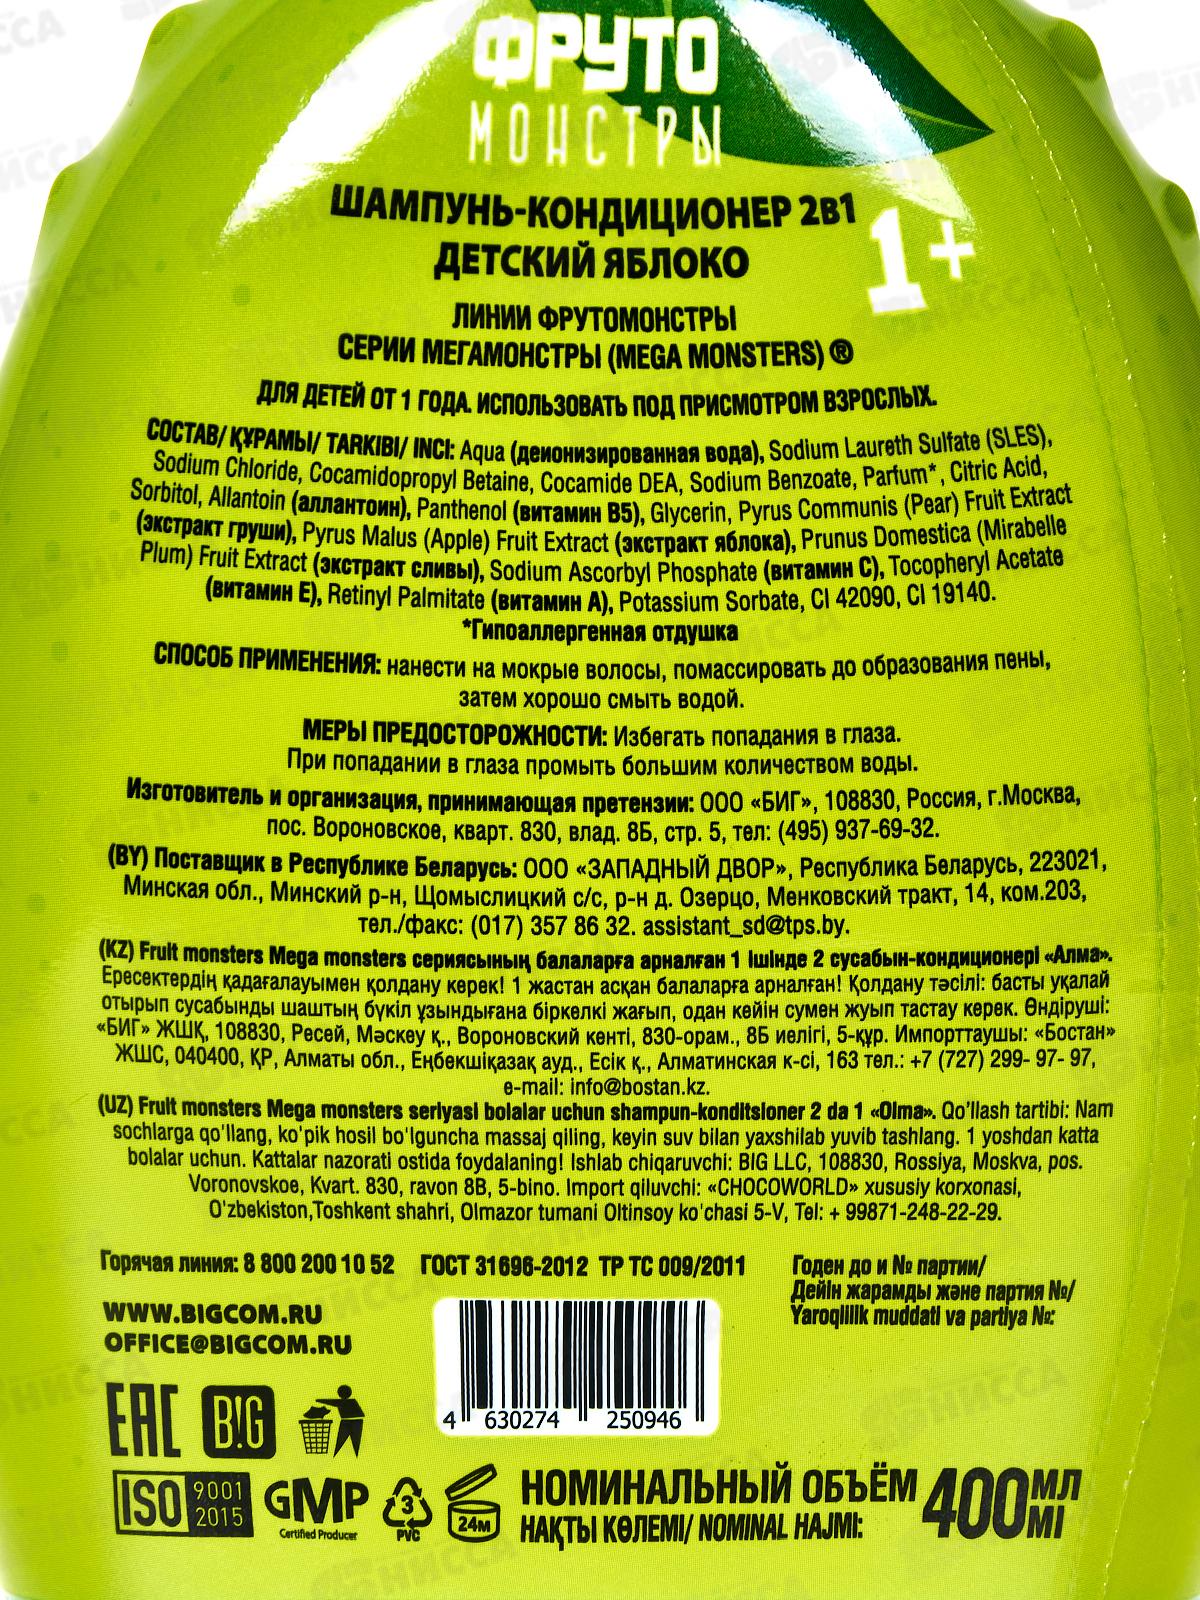 ФРУТО
МОНСТРЫ
ШАМПУНЬ-КОНДИЦИОНЕР 2в1
ДЕТСКИЙ ЯБЛОКО
1+
ЛИНИИ ФРУТОМОНСТРЫ
СЕРИИ МЕГАМОНСТРЫ (MEGA MONSTERS) ®
ДЛЯ ДЕТЕЙ ОТ 1 ГОДА. ИСПОЛЬЗОВАТЬ ПОД ПРИСМОТРОМ ВЗРОСЛЫХ.
СОСТАВ/ ҚҰРАМЫ/ TARKIBI/ INCI: Aqua (деионизированная вода), Sodium Laureth Sulfate (SLES),
Sodium Chloride, Cocamidopropyl Betaine, Cocamide DEA, Sodium Benzoate, Parfum*, Citric Acid,
Sorbitol, Allantoin (аллантоин), Panthenol (витамин В5), Glycerin, Pyrus Communis (Pear) Fruit Extract
(экстракт груши), Pyrus Malus (Apple) Fruit Extract (экстракт яблока), Prunus Domestica (Mirabelle
Plum) Fruit Extract (экстракт сливы), Sodium Ascorbyl Phosphate (витамин С), Tocopheryl Acetate
(витамин Е), Retinyl Palmitate (витамин А), Potassium Sorbate, CI 42090, CI 19140.
*Гипоаллергенная отдушка
СПОСОБ ПРИМЕНЕНИЯ: нанести на мокрые волосы, помассировать до образования пены,
затем хорошо смыть водой.
МЕРЫ ПРЕДОСТОРОЖНОСТИ: Избегать попадания в глаза.
При попадании в глаза промыть большим количеством воды.
Изготовитель и организация, принимающая претензии: ООО «БИГ», 108830, Россия, г.Москва,
пос. Вороновское, кварт. 830, влад. 8Б, стр. 5, тел: (495) 937-69-32.
(BY) Поставщик в Республике Беларусь: ООО «ЗАПАДНЫЙ ДВОР», Республика Беларусь, 223021,
Минская обл., Минский р-н, Щомыслицкий с/с, р-н д. Озерцо, Менковский тракт, 14, ком.203,
тел./факс: (017) 357 86 32. assistant_sd@tps.by.
(KZ) Fruit monsters Mega monsters сериясының балаларға арналған 1 ішінде 2 сусабын-кондиционері «Алма».
Ересектердің қадағалауымен қолдану керек! 1 жастан асқан балаларға арналған! Қолдану тәсілі: басты уқалай
отырып сусабынды шаштың бүкіл ұзындығына біркелкі жағып, одан кейін сумен жуып тастау керек. Өндіруші:
«БИГ» ЖШҚ, 108830, Ресей, Мәскеу қ., Вороновский кенті, 830-орам., 8Б иелігі, 5-құр. Импорттаушы: «Бостан»
ЖШС, 040400, ҚР, Алматы обл., Еңбекшіқазақ ауд., Есік қ., Алматинская к-сі, 163 тел.: +7 (727) 299- 97- 97,
e-mail: info@bostan.kz.
(UZ) Fruit monsters Mega monsters seriyasi bolalar uchun shampun-konditsioner 2 da 1 «Olma». Qo'llash tartibi: Nam
sochlarga qo'llang, ko'pik hosil bo'lguncha massaj qiling, keyin suv bilan yaxshilab yuvib tashlang. 1 yoshdan katta
bolalar uchun. Kattalar nazorati ostida foydalaning! Ishlab chiqaruvchi: BIG LLC, 108830, Rossiya, Moskva, pos.
Voronovskoe, Kvart. 830, ravon 8B, 5-bino. Import qiluvchi: «CHOCOWORLD» xususiy korxonasi,
O'zbekiston,Toshkent shahri, Olmazor tumani Oltinsoy ko'chasi 5-V, Tel: + 99871-248-22-29.
Горячая линия: 8 800 200 10 52 ГОСТ 31696-2012 ТР ТС 009/2011
Годен до и № партии/
Дейін жарамды және партия №/
Yaroqlilik muddati va partiya №:
WWW.BIGCOM.RU
OFFICE@BIGCOM.RU
4 630274 250946
EAC B!G
ISO 9001
2015
GMP
Certified Producer
3
PVC
24м
НОМИНАЛЬНЫЙ ОБЪЁМ
НАҚТЫ КӨЛЕМІ/ NOMINAL HAJMI:
400 МЛ
Ml